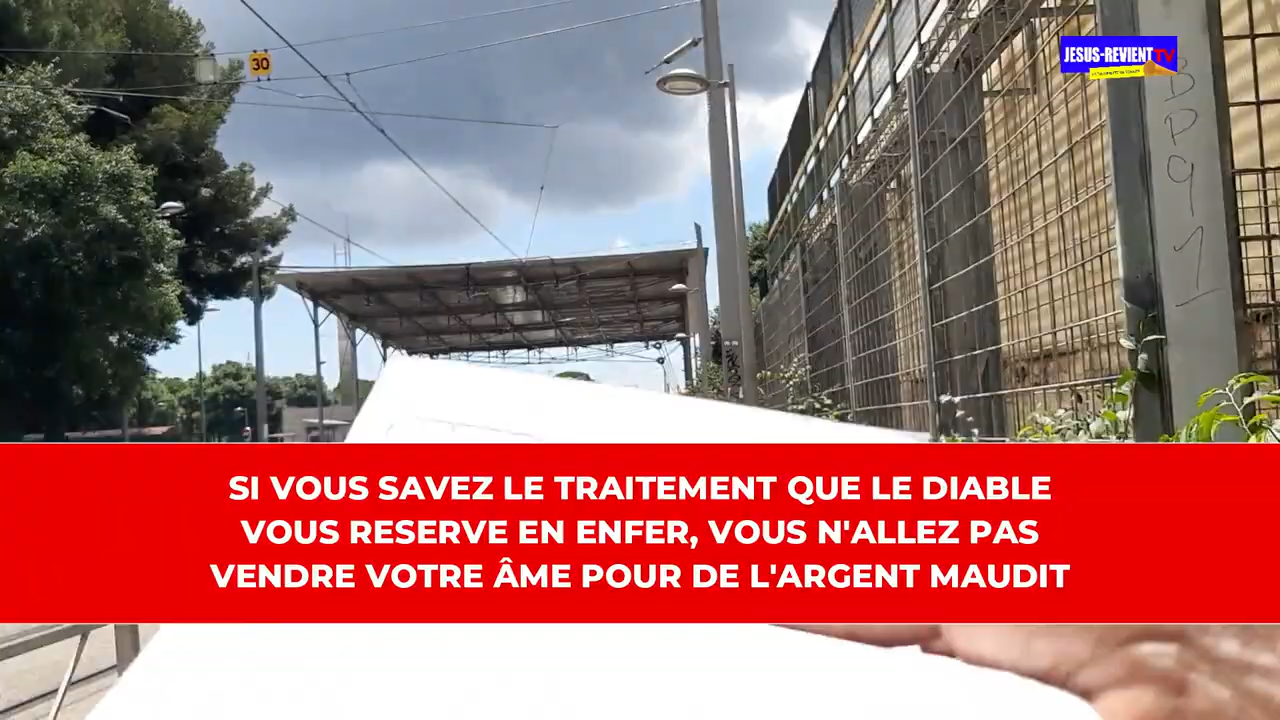 30
JESUS-REVIENT TV
BP91
SI VOUS SAVEZ LE TRAITEMENT QUE LE DIABLE
VOUS RESERVE EN ENFER, VOUS N'ALLEZ PAS
VENDRE VOTRE ÂME POUR DE L'ARGENT MAUDIT